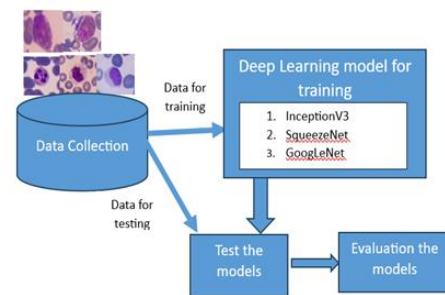 Data Collection
Data for
training
Data for
testing
Deep Learning model for
training
1. InceptionV3
2. SqueezeNet
3. GoogLeNet
Test the
models
Evaluation the
models